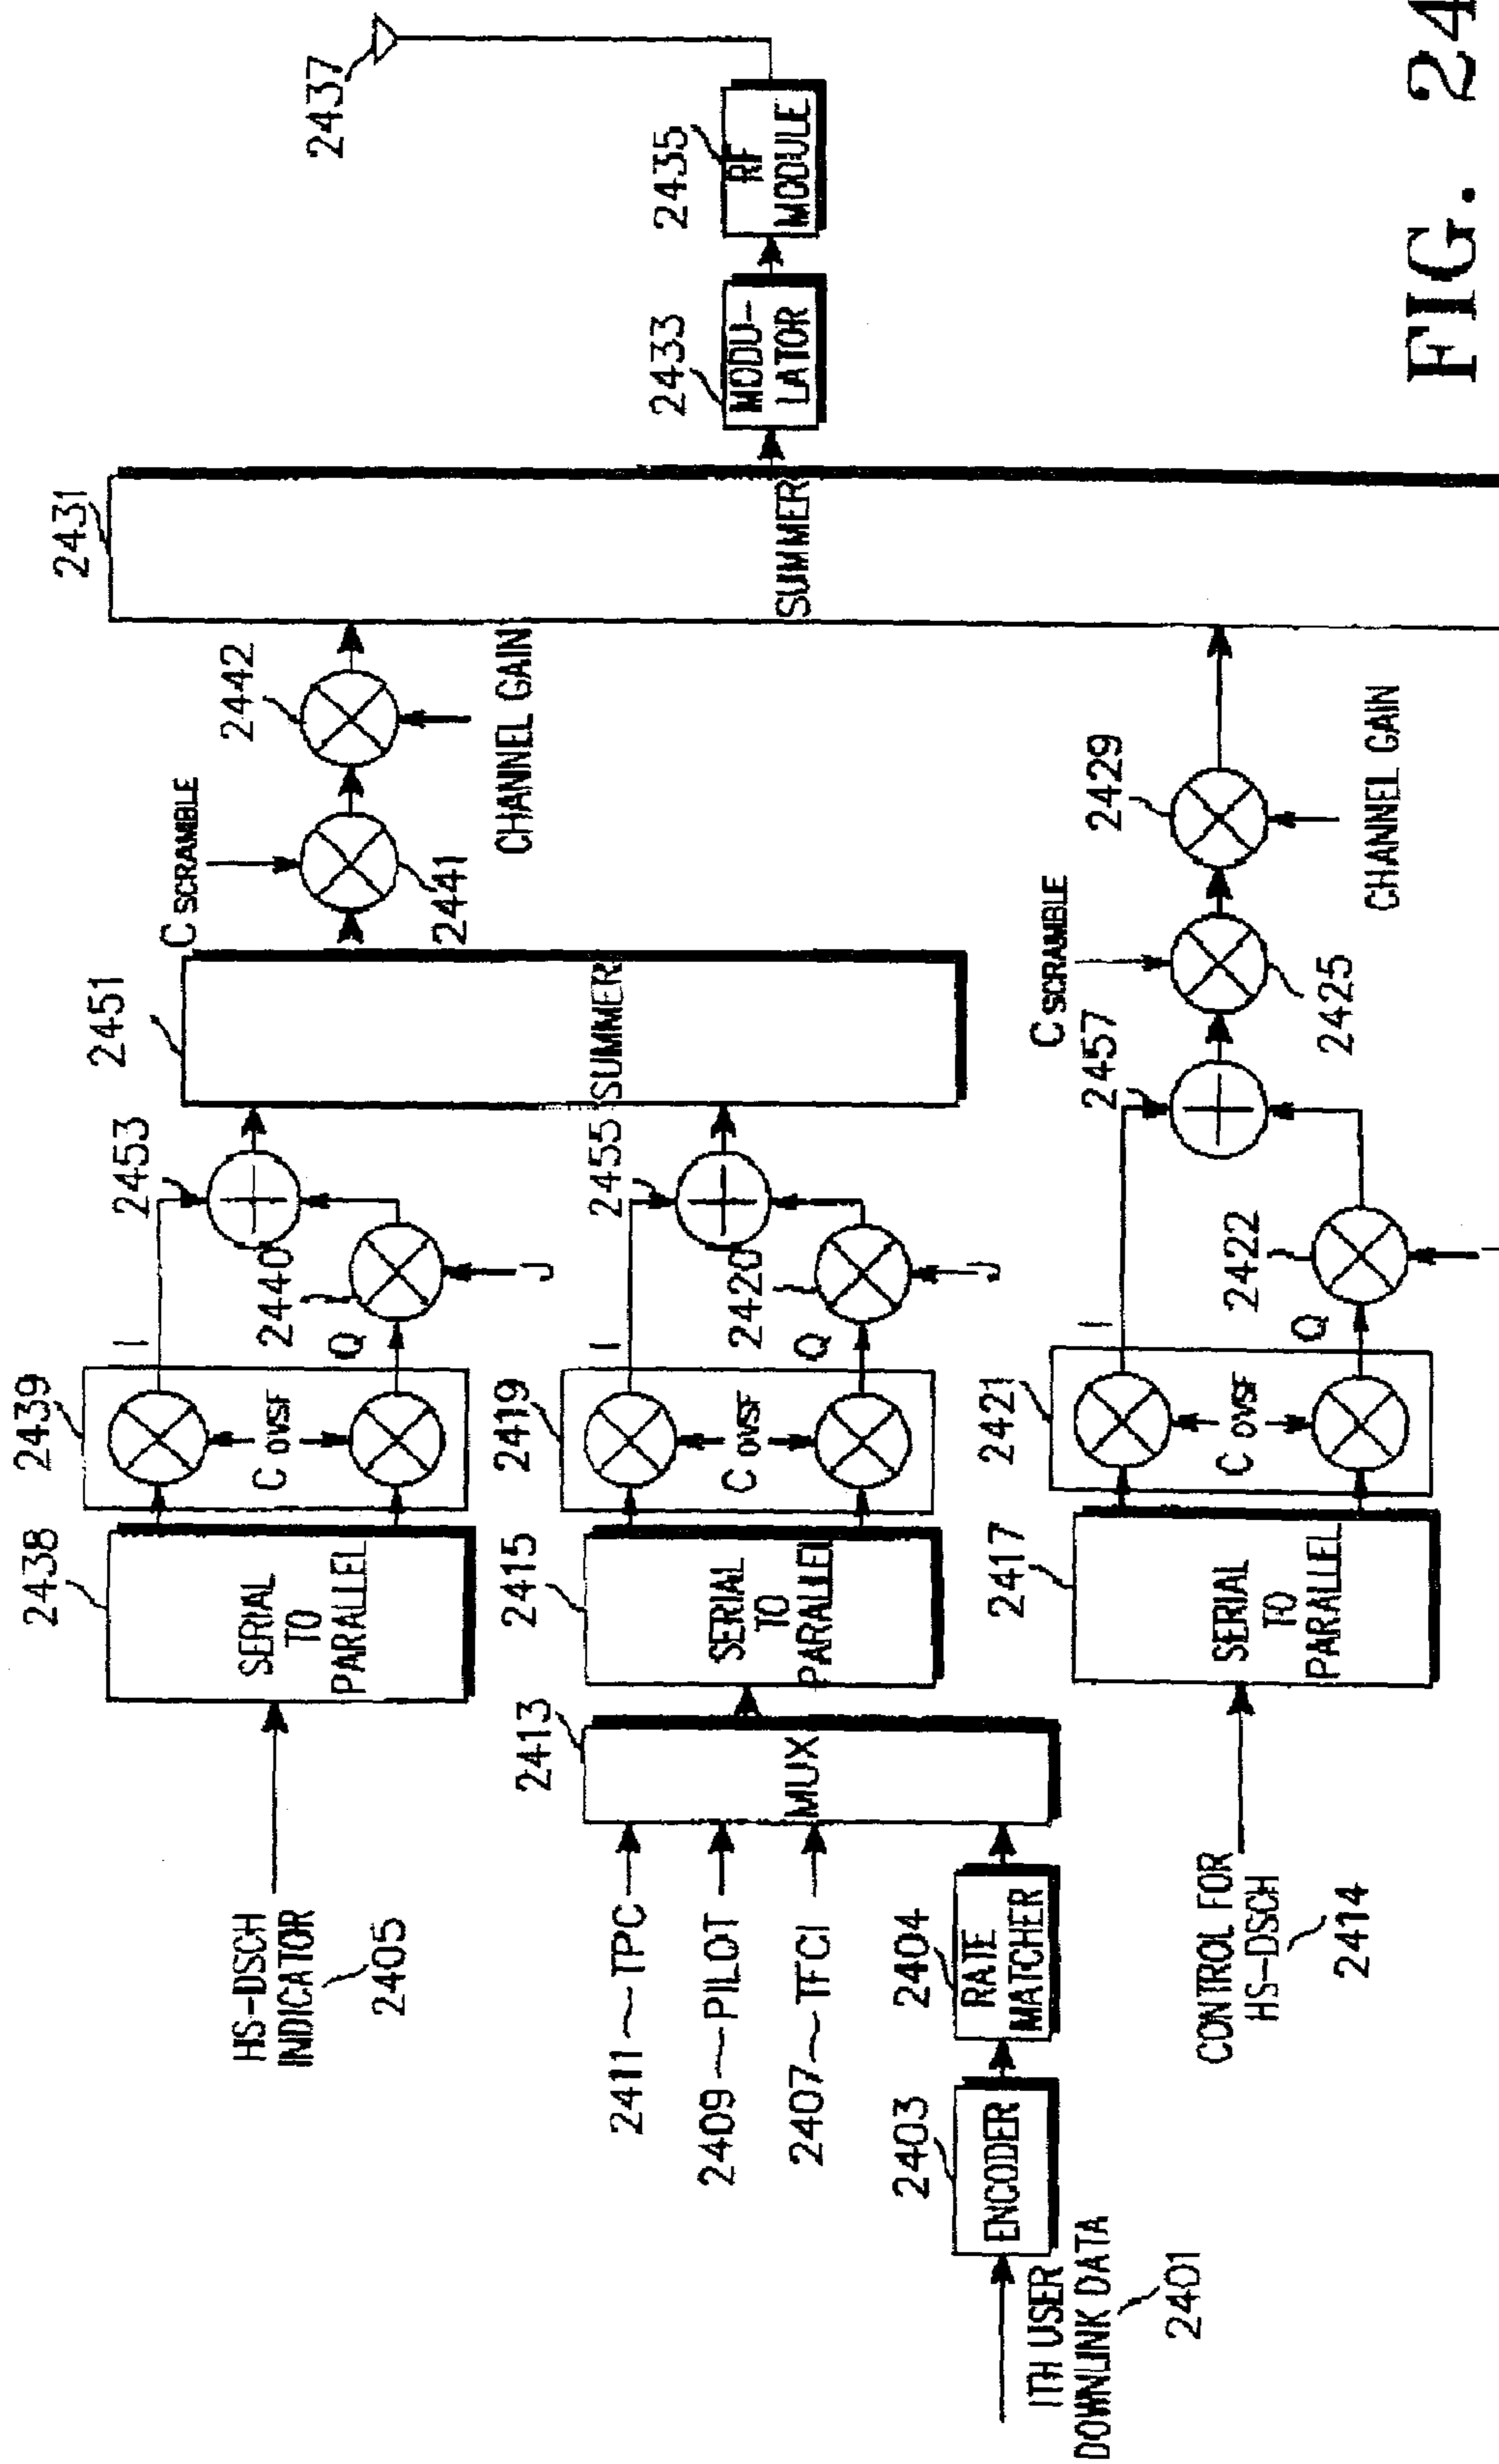 HS-DSCH
INDICATOR
2405
2438
SERIAL
TO
PARALLEL
2439
C OVSF
I
Q
2440
J
2453
2451
SUMMER
C SCRAMBLE
2441
2442
CHANNEL GAIN
2431
SUMMER
2433
MODU-
LATOR
2435
RF
MODULE
2437
2411 TPC
2409 PILOT
2407 TFCI
2413
MUX
2415
SERIAL
TO
PARALLEL
2419
C OVSF
I
Q
2420
J
2455
ITH USER
DOWNLINK DATA
2401
2403
ENCODER
2404
RATE
MATCHER
CONTROL FOR
HS-DSCH
2414
2417
SERIAL
TO
PARALLEL
2421
C OVSF
I
Q
2422
2457
C SCRAMBLE
2425
2429
CHANNEL GAIN
FIG. 24